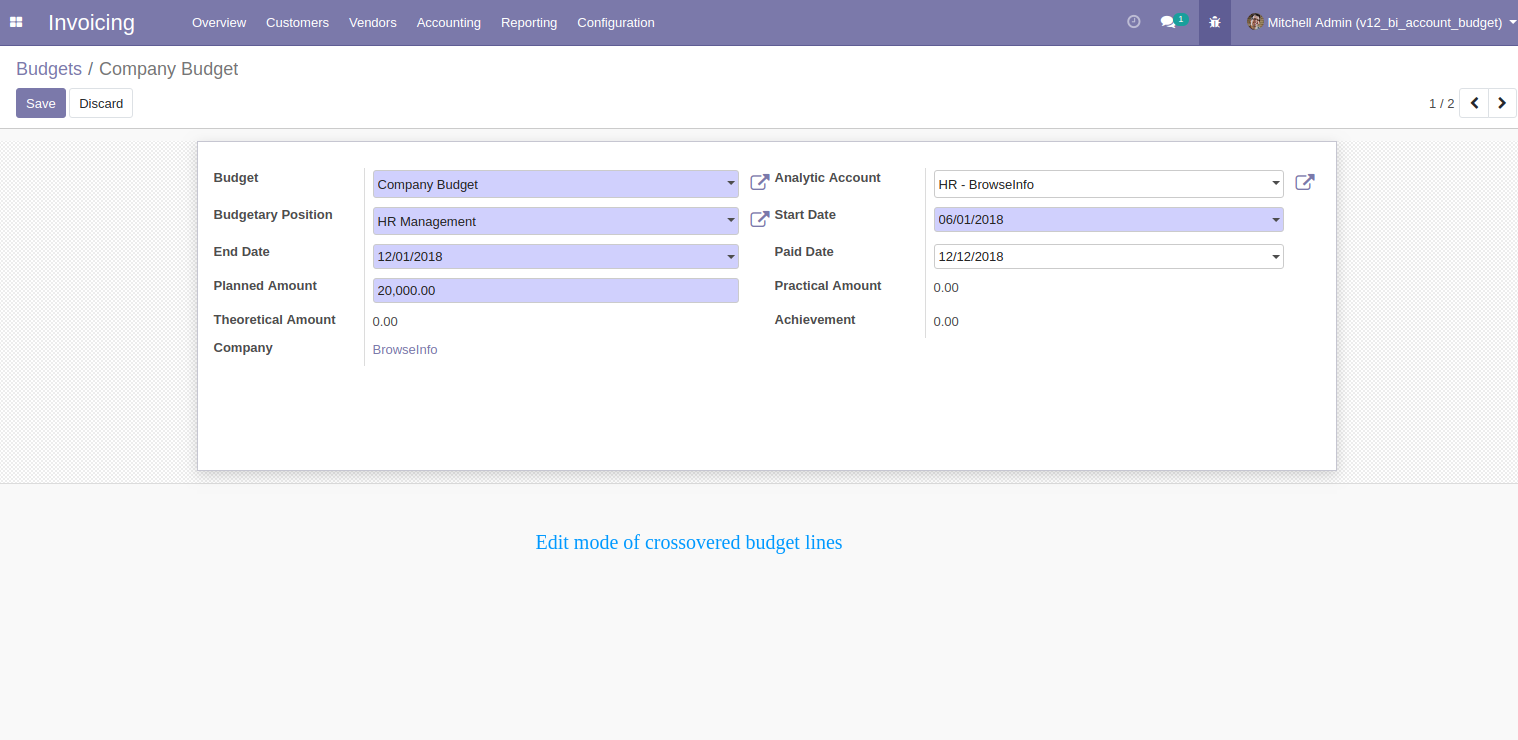 Invoicing Overview Customers Vendors Accounting Reporting Configuration 1 Mitchell Admin (v12_bi_account_budget)
Budgets / Company Budget
Save Discard 1 / 2
Budget Company Budget Analytic Account HR - BrowseInfo
Budgetary Position HR Management Start Date 06/01/2018
End Date 12/01/2018 Paid Date 12/12/2018
Planned Amount 20,000.00 Practical Amount 0.00
Theoretical Amount 0.00 Achievement 0.00
Company BrowseInfo
Edit mode of crossovered budget lines